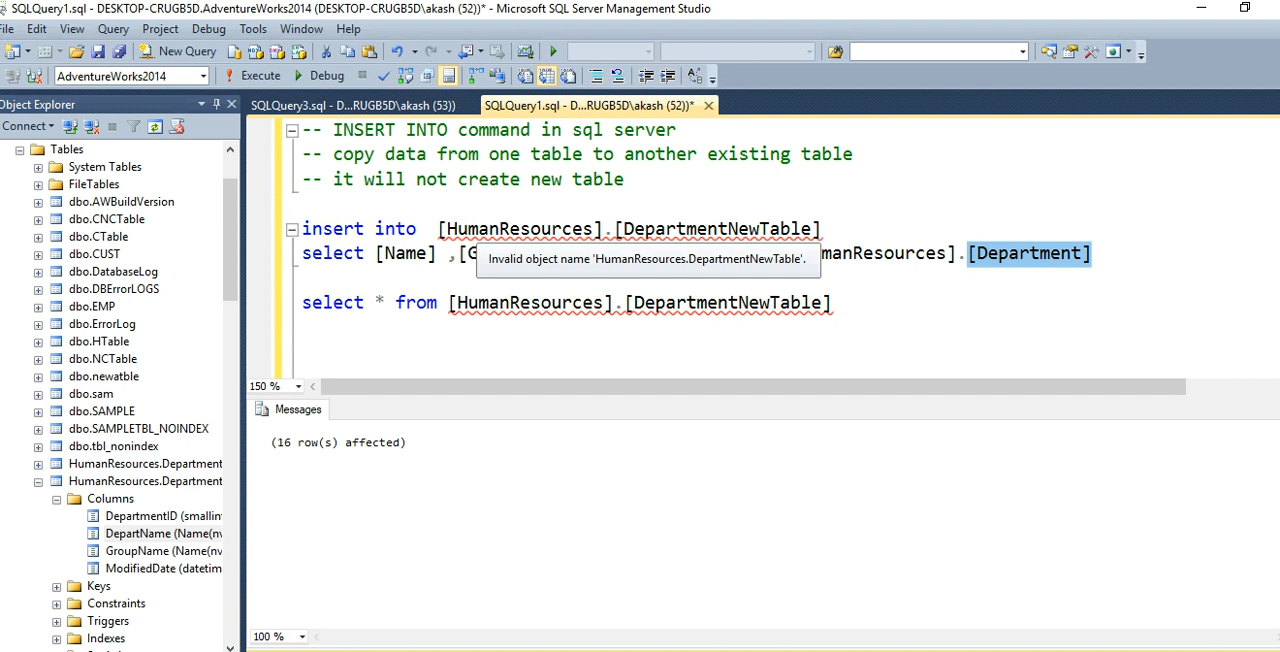 SQLQuery1.sql - DESKTOP-CRUGB5D.AdventureWorks2014 (DESKTOP-CRUGB5D\akash (52))* - Microsoft SQL Server Management Studio
File Edit View Query Project Debug Tools Window Help
New Query
AdventureWorks2014 Execute Debug
Object Explorer
SQLQuery3.sql - D...RUGB5D\akash (53)) SQLQuery1.sql - D...RUGB5D\akash (52))*
Connect
Tables
System Tables
FileTables
dbo.AWBuildVersion
dbo.CNCTable
dbo.CTable
dbo.CUST
dbo.DatabaseLog
dbo.DBErrorLOGS
dbo.EMP
dbo.ErrorLog
dbo.HTable
dbo.NCTable
dbo.newatble
dbo.sam
dbo.SAMPLE
dbo.SAMPLETBL_NOINDEX
dbo.tbl_nonindex
HumanResources.Department
HumanResources.Department
Columns
DepartmentID (smallin
DepartName (Name(nv
GroupName (Name(nv
ModifiedDate (datetim
Keys
Constraints
Triggers
Indexes
-- INSERT INTO command in sql server
-- copy data from one table to another existing table
-- it will not create new table
insert into [HumanResources].[DepartmentNewTable]
select [Name] ,[G manResources].[Department]
Invalid object name 'HumanResources.DepartmentNewTable'.
select * from [HumanResources].[DepartmentNewTable]
150 %
Messages
(16 row(s) affected)
100 %